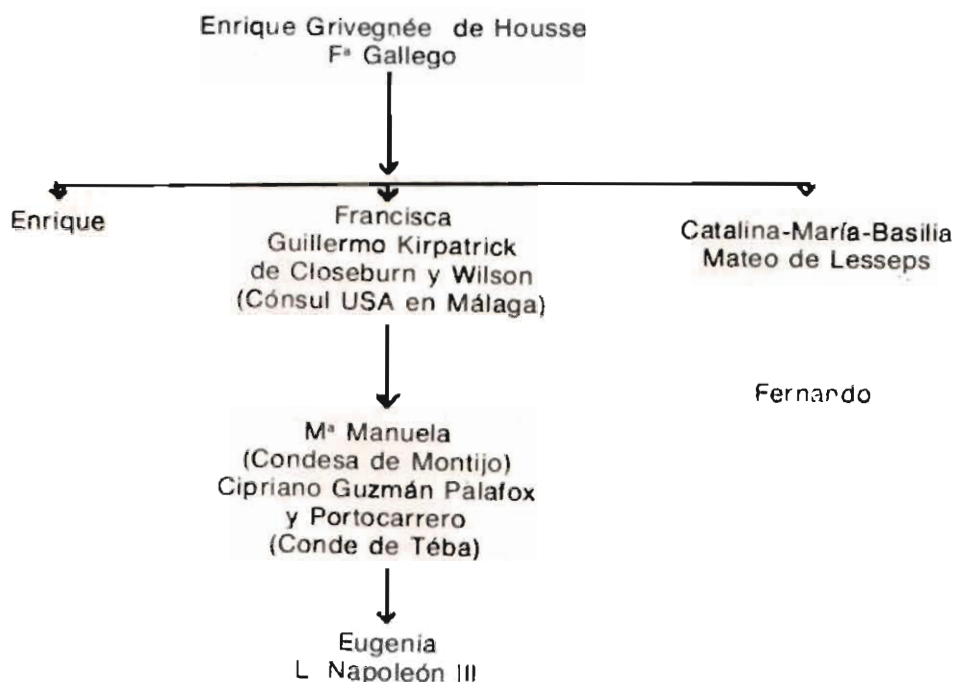 Enrique Grivegnée de Housse
Fª Gallego
Enrique
Francisca
Guillermo Kirpatrick
de Closeburn y Wilson
(Cónsul USA en Málaga)
Catalina-María-Basilia
Mateo de Lesseps
Fernando
Mª Manuela
(Condesa de Montijo)
Cipriano Guzmán Palafox
y Portocarrero
(Conde de Téba)
Eugenia
L Napoleón III